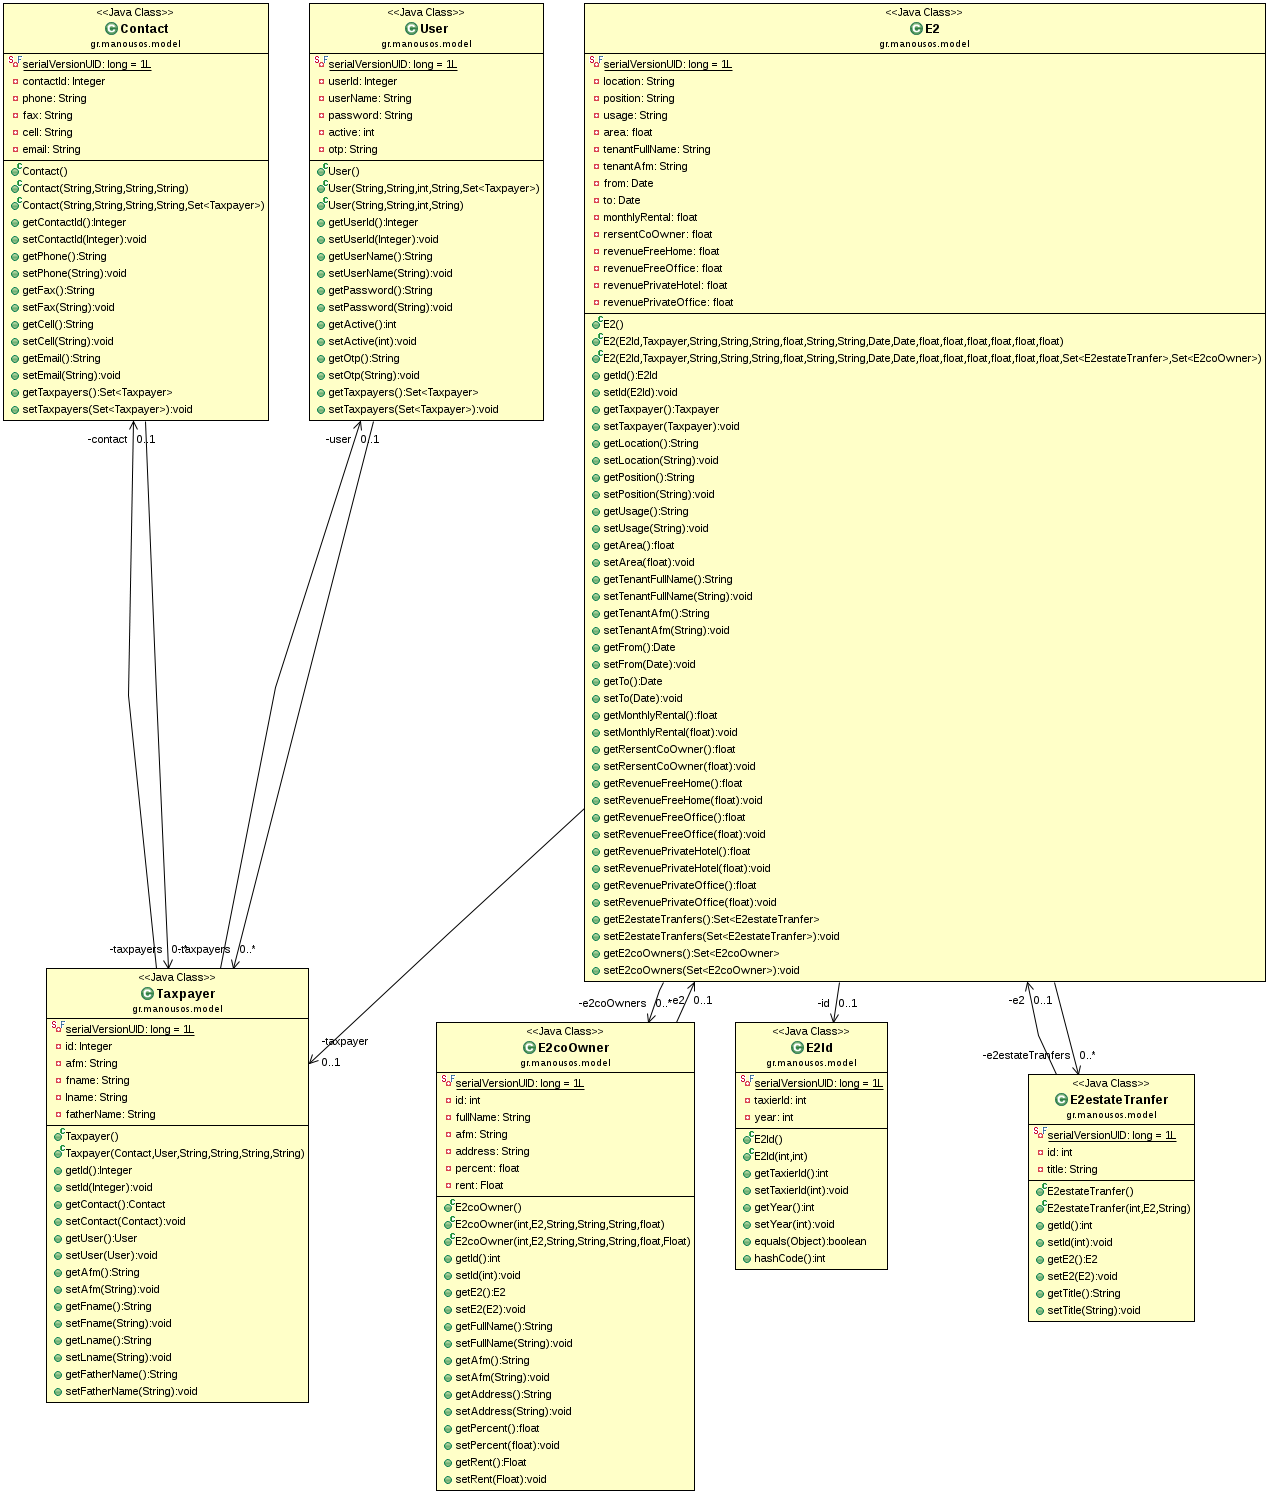 <<Java Class>>
Contact
gr.manousos.model
serialVersionUID: long = 1L
contactId: Integer
phone: String
fax: String
cell: String
email: String
Contact()
Contact(String,String,String,String)
Contact(String,String,String,String,Set<Taxpayer>)
getContactId():Integer
setContactId(Integer):void
getPhone():String
setPhone(String):void
getFax():String
setFax(String):void
getCell():String
setCell(String):void
getEmail():String
setEmail(String):void
getTaxpayers():Set<Taxpayer>
setTaxpayers(Set<Taxpayer>):void
<<Java Class>>
User
gr.manousos.model
serialVersionUID: long = 1L
userId: Integer
userName: String
password: String
active: int
otp: String
User()
User(String,String,int,String,Set<Taxpayer>)
User(String,String,int,String)
getUserId():Integer
setUserId(Integer):void
getUserName():String
setUserName(String):void
getPassword():String
setPassword(String):void
getActive():int
setActive(int):void
getOtp():String
setOtp(String):void
getTaxpayers():Set<Taxpayer>
setTaxpayers(Set<Taxpayer>):void
<<Java Class>>
E2
gr.manousos.model
serialVersionUID: long = 1L
location: String
position: String
usage: String
area: float
tenantFullName: String
tenantAfm: String
from: Date
to: Date
monthlyRental: float
rersentCoOwner: float
revenueFreeHome: float
revenueFreeOffice: float
revenuePrivateHotel: float
revenuePrivateOffice: float
E2()
E2(E2Id,Taxpayer,String,String,String,float,String,String,Date,Date,float,float,float,float,float,float)
E2(E2Id,Taxpayer,String,String,String,float,String,String,Date,Date,float,float,float,float,float,float,Set<E2estateTranfer>,Set<E2coOwner>)
getId():E2Id
setId(E2Id):void
getTaxpayer():Taxpayer
setTaxpayer(Taxpayer):void
getLocation():String
setLocation(String):void
getPosition():String
setPosition(String):void
getUsage():String
setUsage(String):void
getArea():float
setArea(float):void
getTenantFullName():String
setTenantFullName(String):void
getTenantAfm():String
setTenantAfm(String):void
getFrom():Date
setFrom(Date):void
getTo():Date
setTo(Date):void
getMonthlyRental():float
setMonthlyRental(float):void
getRersentCoOwner():float
setRersentCoOwner(float):void
getRevenueFreeHome():float
setRevenueFreeHome(float):void
getRevenueFreeOffice():float
setRevenueFreeOffice(float):void
getRevenuePrivateHotel():float
setRevenuePrivateHotel(float):void
getRevenuePrivateOffice():float
setRevenuePrivateOffice(float):void
getE2estateTranfers():Set<E2estateTranfer>
setE2estateTranfers(Set<E2estateTranfer>):void
getE2coOwners():Set<E2coOwner>
setE2coOwners(Set<E2coOwner>):void
-contact 0..1
-user 0..1
-taxpayers 0..*
-taxpayers 0..*
-taxpayer
0..1
-e2coOwners 0..*
-e2 0..1
-id 0..1
-e2 0..1
-e2estateTranfers 0..*
<<Java Class>>
Taxpayer
gr.manousos.model
serialVersionUID: long = 1L
id: Integer
afm: String
fname: String
lname: String
fatherName: String
Taxpayer()
Taxpayer(Contact,User,String,String,String,String)
getId():Integer
setId(Integer):void
getContact():Contact
setContact(Contact):void
getUser():User
setUser(User):void
getAfm():String
setAfm(String):void
getFname():String
setFname(String):void
getLname():String
setLname(String):void
getFatherName():String
setFatherName(String):void
<<Java Class>>
E2coOwner
gr.manousos.model
serialVersionUID: long = 1L
id: int
fullName: String
afm: String
address: String
percent: float
rent: Float
E2coOwner()
E2coOwner(int,E2,String,String,String,float)
E2coOwner(int,E2,String,String,String,float,Float)
getId():int
setId(int):void
getE2():E2
setE2(E2):void
getFullName():String
setFullName(String):void
getAfm():String
setAfm(String):void
getAddress():String
setAddress(String):void
getPercent():float
setPercent(float):void
getRent():Float
setRent(Float):void
<<Java Class>>
E2Id
gr.manousos.model
serialVersionUID: long = 1L
taxierId: int
year: int
E2Id()
E2Id(int,int)
getTaxierId():int
setTaxierId(int):void
getYear():int
setYear(int):void
equals(Object):boolean
hashCode():int
<<Java Class>>
E2estateTranfer
gr.manousos.model
serialVersionUID: long = 1L
id: int
title: String
E2estateTranfer()
E2estateTranfer(int,E2,String)
getId():int
setId(int):void
getE2():E2
setE2(E2):void
getTitle():String
setTitle(String):void